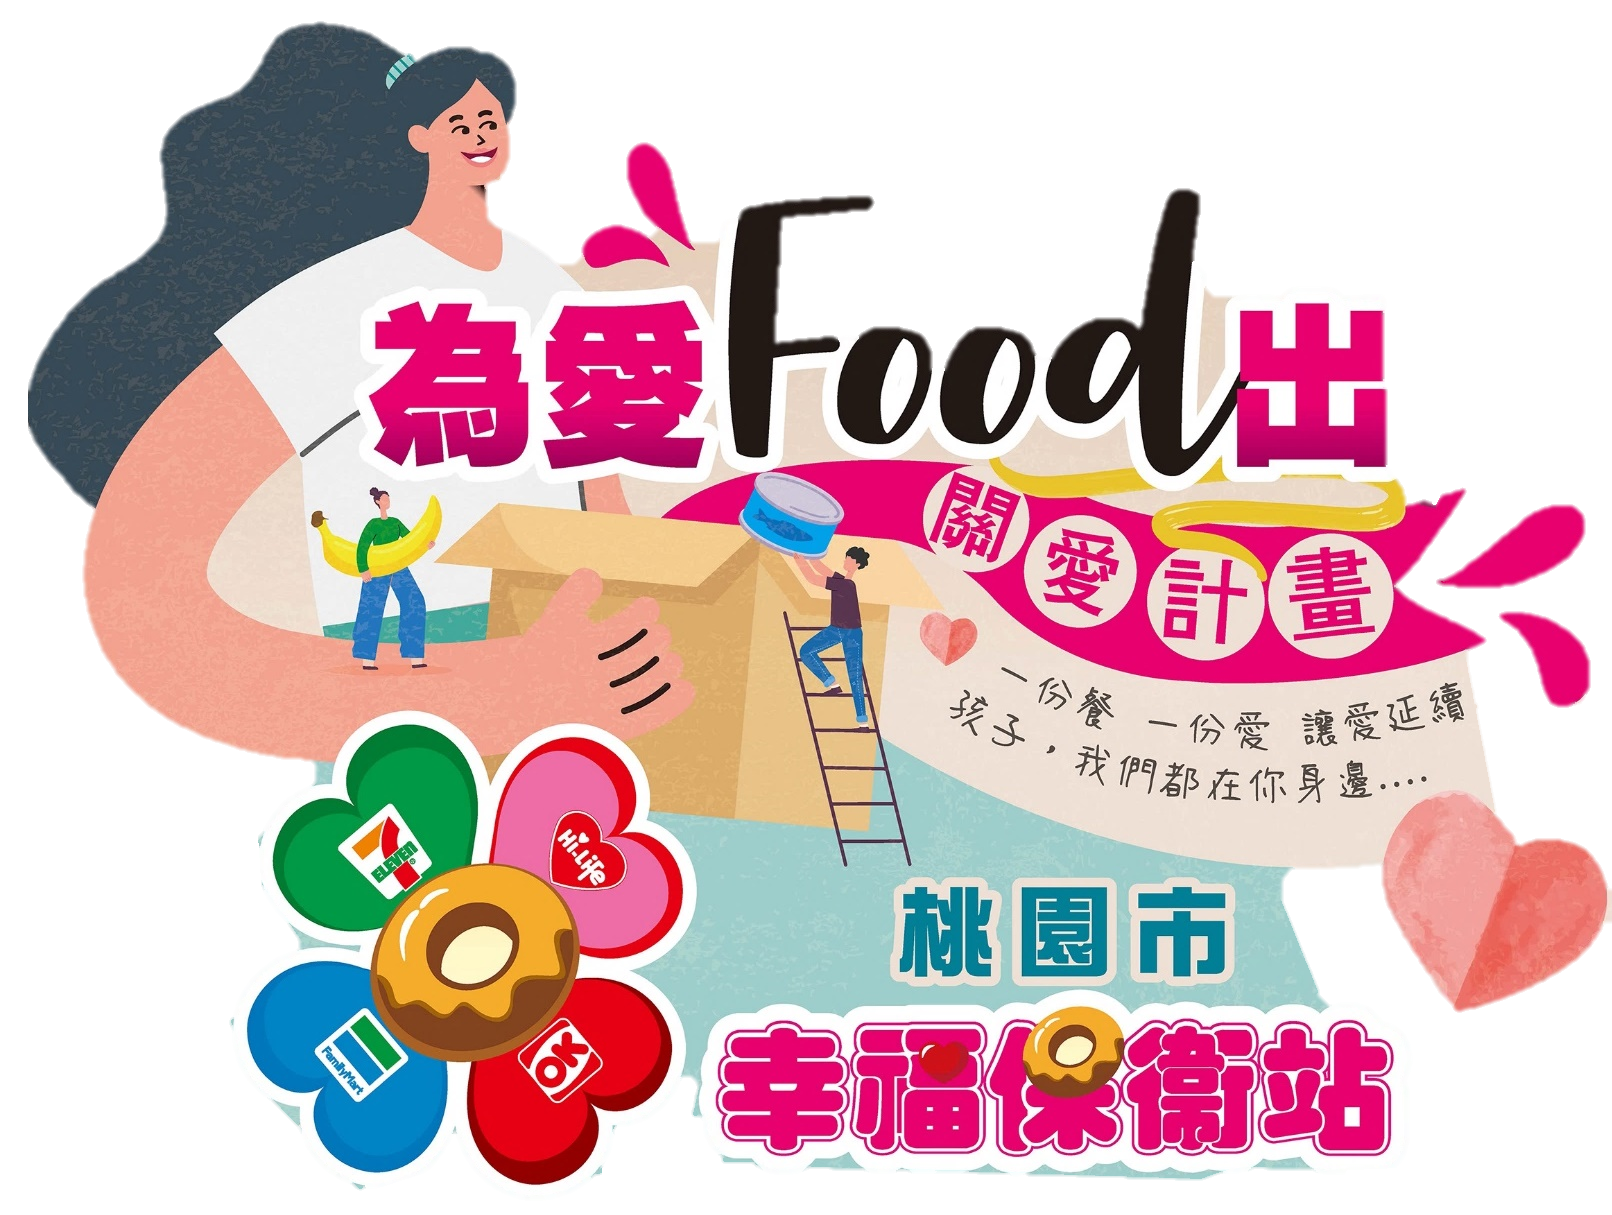 為愛Food出
關愛計畫
一份餐 一份愛 讓愛延續
孩子，我們都在你身邊....
7
ELEVEN
Hi-Life
FamilyMart
OK
桃園市
幸福保衛站